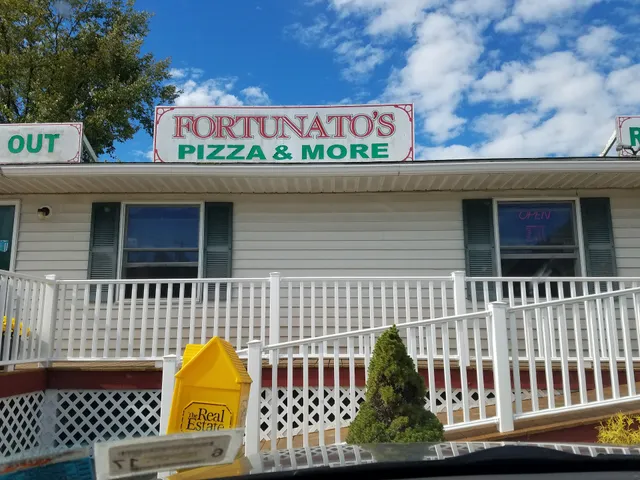 OUT
FORTUNATO'S
PIZZA & MORE
R
OPEN
the Real
Estate